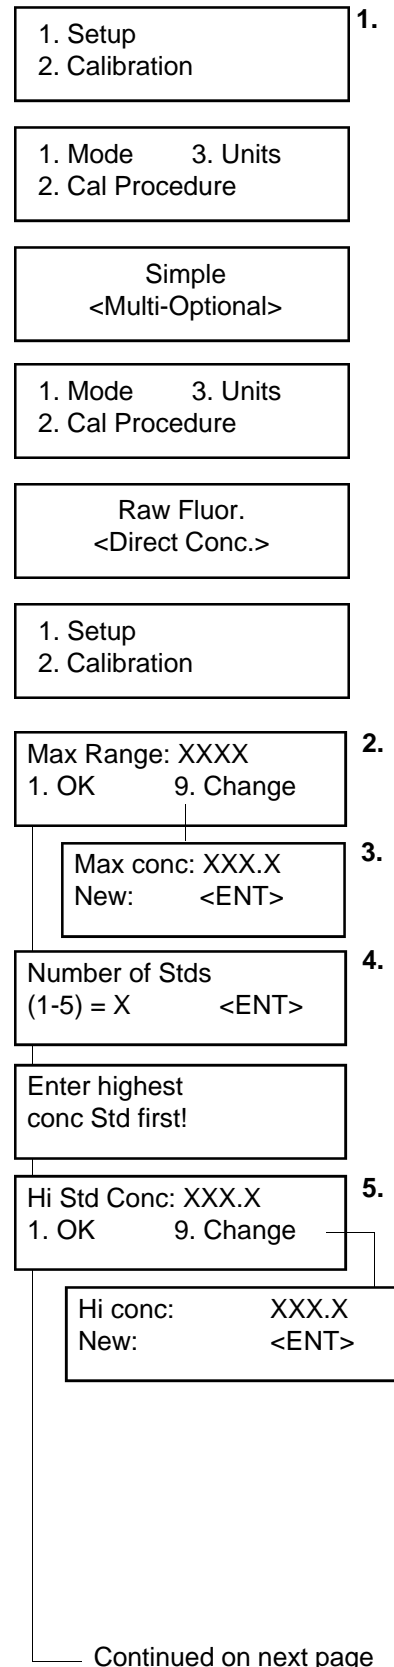 1. Setup 1.
2. Calibration
1. Mode 3. Units
2. Cal Procedure
Simple
<Multi-Optional>
1. Mode 3. Units
2. Cal Procedure
Raw Fluor.
<Direct Conc.>
1. Setup
2. Calibration
Max Range: XXXX 2.
1. OK 9. Change
Max conc: XXX.X 3.
New: <ENT>
Number of Stds 4.
(1-5) = X <ENT>
Enter highest
conc Std first!
Hi Std Conc: XXX.X 5.
1. OK 9. Change
Hi conc: XXX.X
New: <ENT>
Continued on next page